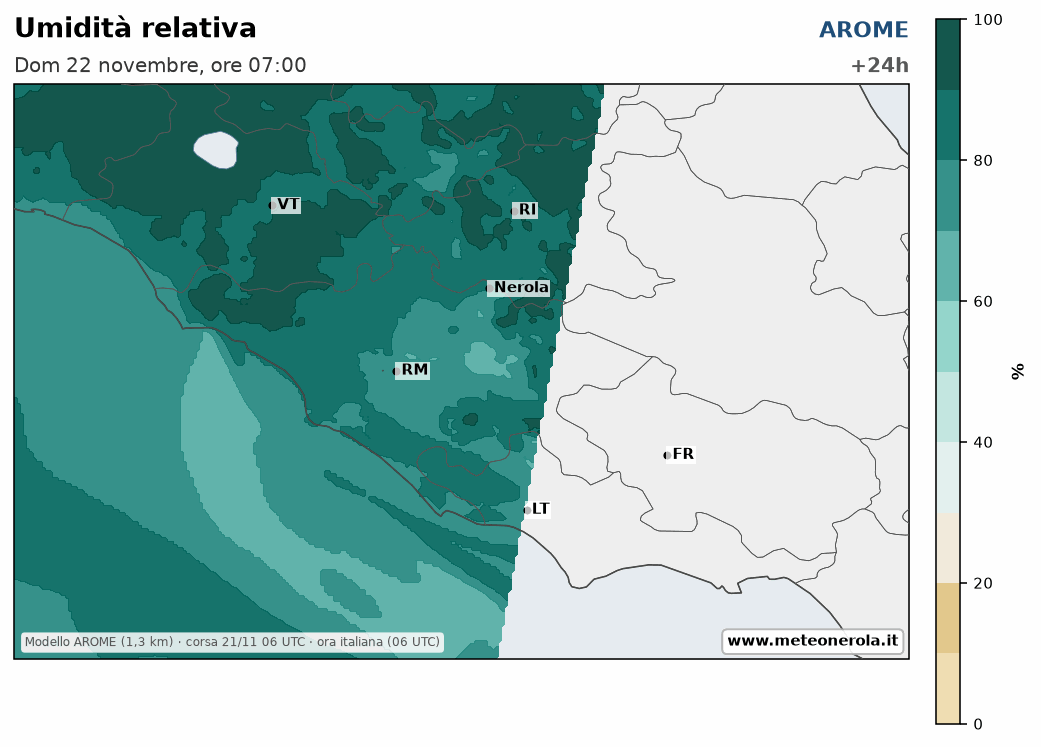 Umidità relativa
AROME
Dom 22 novembre, ore 07:00
+24h
100
80
60
40
20
0
%
VT
RI
Nerola
RM
FR
LT
Modello AROME (1,3 km) · corsa 21/11 06 UTC · ora italiana (06 UTC)
www.meteonerola.it